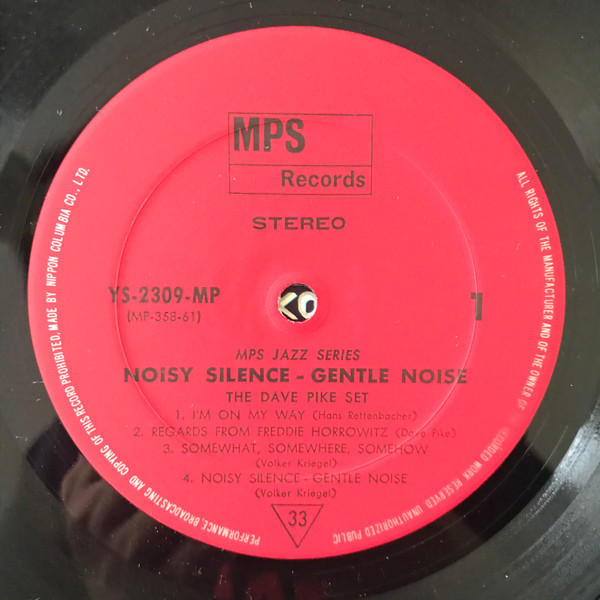 MPS
Records
STEREO
YS-2309-MP
(MP-358-61)
1
KO
MPS JAZZ SERIES
NOISY SILENCE - GENTLE NOISE
THE DAVE PIKE SET
1. I'M ON MY WAY (Hans Rettenbacher)
2. REGARDS FROM FREDDIE HORROWITZ (Dave Pike)
3. SOMEWHAT, SOMEWHERE, SOMEHOW
(Volker Kriegel)
4. NOISY SILENCE - GENTLE NOISE
(Volker Kriegel)
33
ALL RIGHTS OF THE MANUFACTURER AND OF THE OWNER OF RECORDED WORK RESERVED UNAUTHORIZED PUBLIC
PERFORMANCE, BROADCASTING AND COPYING OF THIS RECORD PROHIBITED, MADE BY NIPPON COLUMBIA CO., LTD.